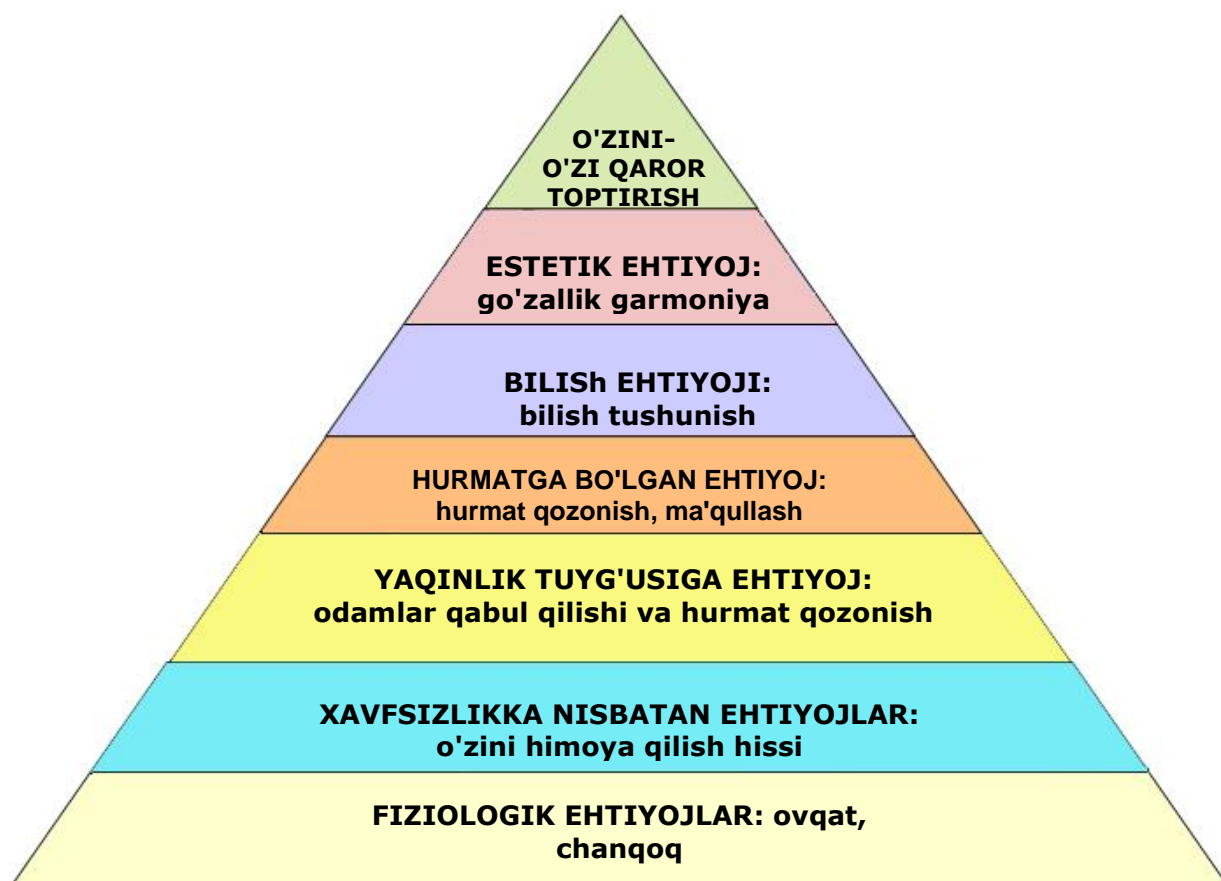 O'ZINI-
O'ZI QAROR
TOPTIRISH
ESTETIK EHTIYOJ:
go'zallik garmoniya
BILISh EHTIYOJI:
bilish tushunish
HURMATGA BO'LGAN EHTIYOJ:
hurmat qozonish, ma'qullash
YAQINLIK TUYG'USIGA EHTIYOJ:
odamlar qabul qilishi va hurmat qozonish
XAVFSIZLIKKA NISBATAN EHTIYOJLAR:
o'zini himoya qilish hissi
FIZIOLOGIK EHTIYOJLAR: ovqat,
chanqoq